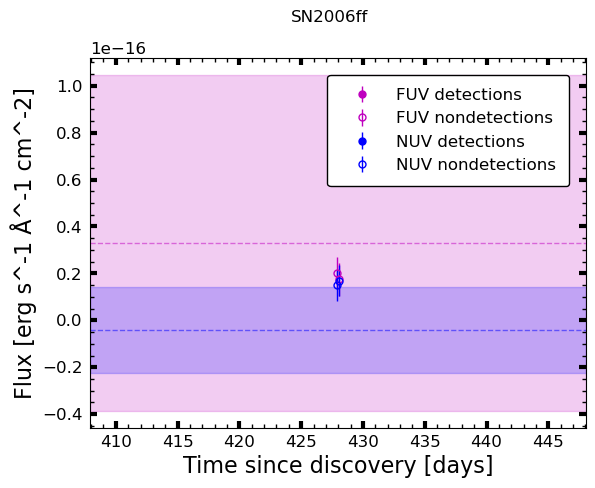 SN2006ff
1e−16
FUV detections
FUV nondetections
NUV detections
NUV nondetections
1.0
0.8
0.6
0.4
0.2
0.0
−0.2
−0.4
Flux [erg s^-1 Å^-1 cm^-2]
410 415 420 425 430 435 440 445
Time since discovery [days]